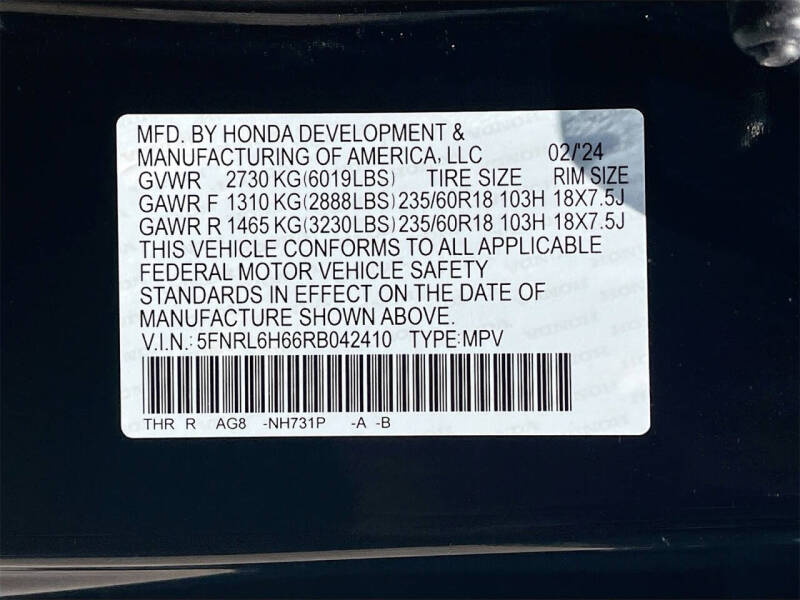 MFD. BY HONDA DEVELOPMENT &
MANUFACTURING OF AMERICA, LLC 02/'24
GVWR 2730 KG(6019LBS) TIRE SIZE RIM SIZE
GAWR F 1310 KG(2888LBS) 235/60R18 103H 18X7.5J
GAWR R 1465 KG(3230LBS) 235/60R18 103H 18X7.5J
THIS VEHICLE CONFORMS TO ALL APPLICABLE
FEDERAL MOTOR VEHICLE SAFETY
STANDARDS IN EFFECT ON THE DATE OF
MANUFACTURE SHOWN ABOVE.
V.I.N.: 5FNRL6H66RB042410 TYPE:MPV
THR R AG8 -NH731P -A -B